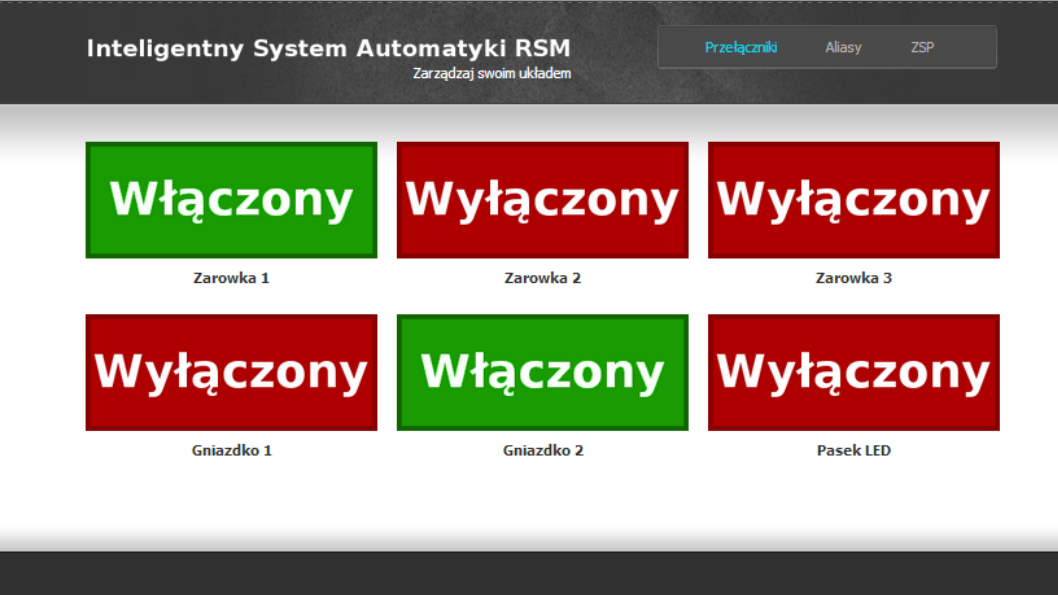 Inteligentny System Automatyki RSM
Zarządzaj swoim układem
Przełączniki Aliasy ZSP
Włączony Wyłączony Wyłączony
Zarowka 1 Zarowka 2 Zarowka 3
Wyłączony Włączony Wyłączony
Gniazdko 1 Gniazdko 2 Pasek LED